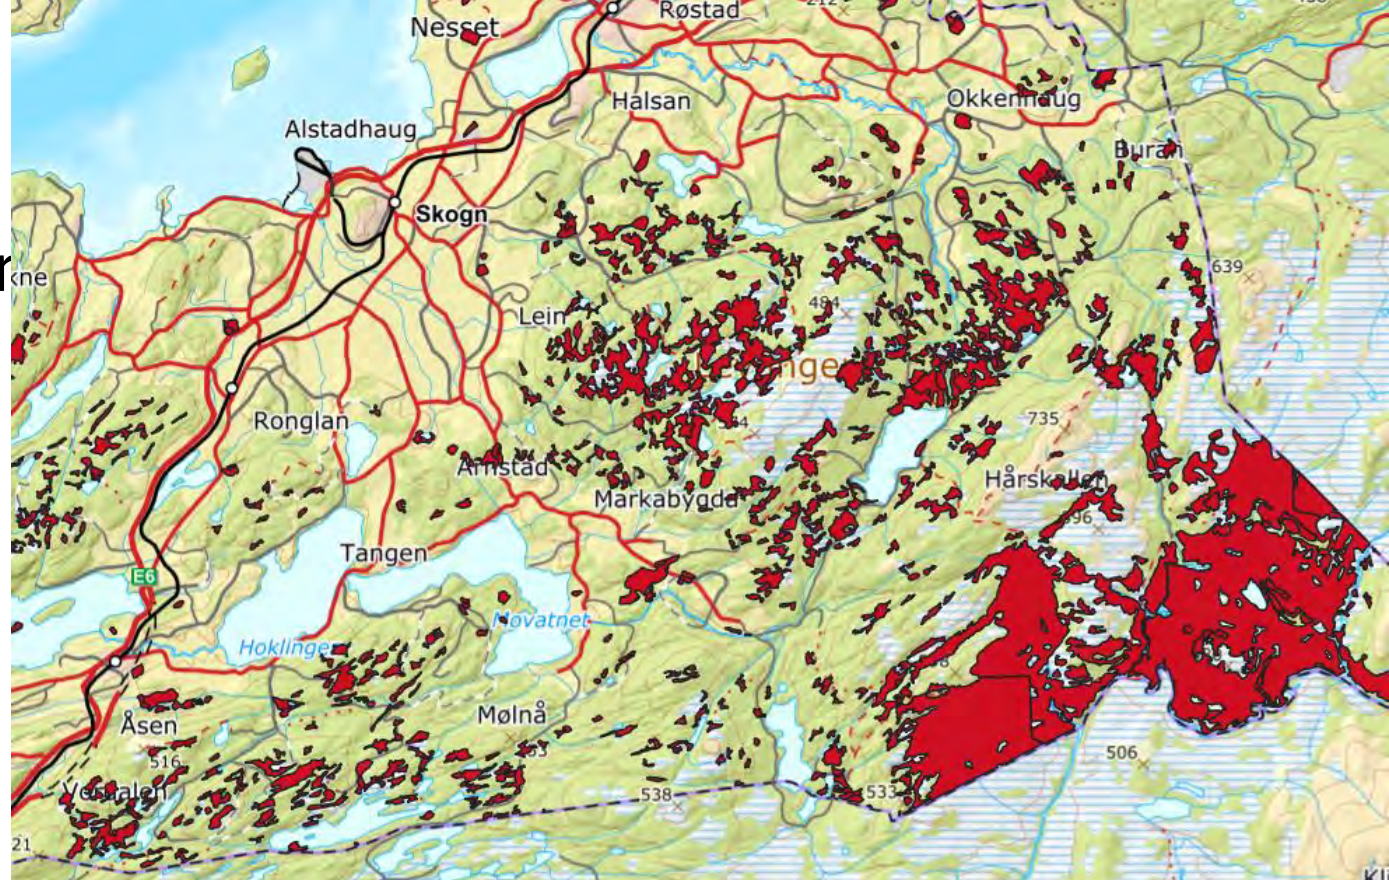 Røstad
212
Nesset
Halsan
Okkenhaug
Alstadhaug
Buran
Skogn
r
kne
639
484
Lein
Ronglan
735
Arnstad
Hårskallen
Markabygda
Tangen
E6
Movatnet
Hoklingen
Mølnå
Åsen
516
506
538
533
21